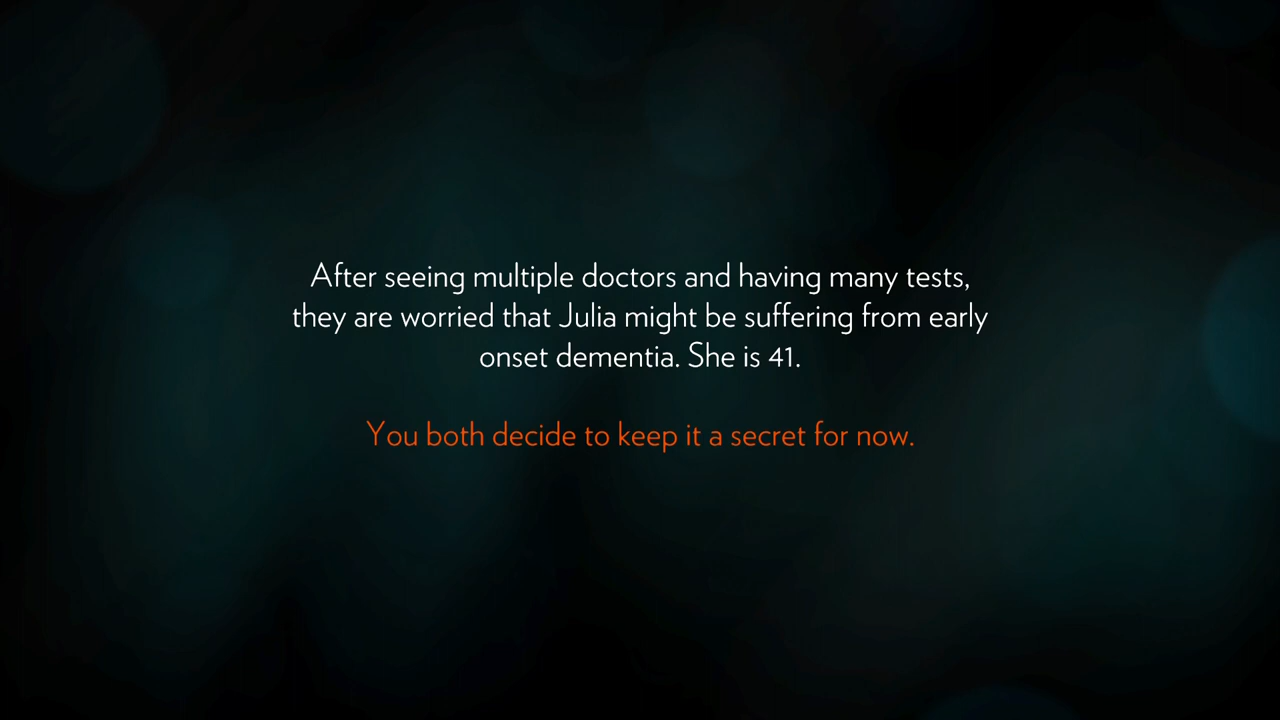 After seeing multiple doctors and having many tests,
they are worried that Julia might be suffering from early
onset dementia. She is 41.
You both decide to keep it a secret for now.